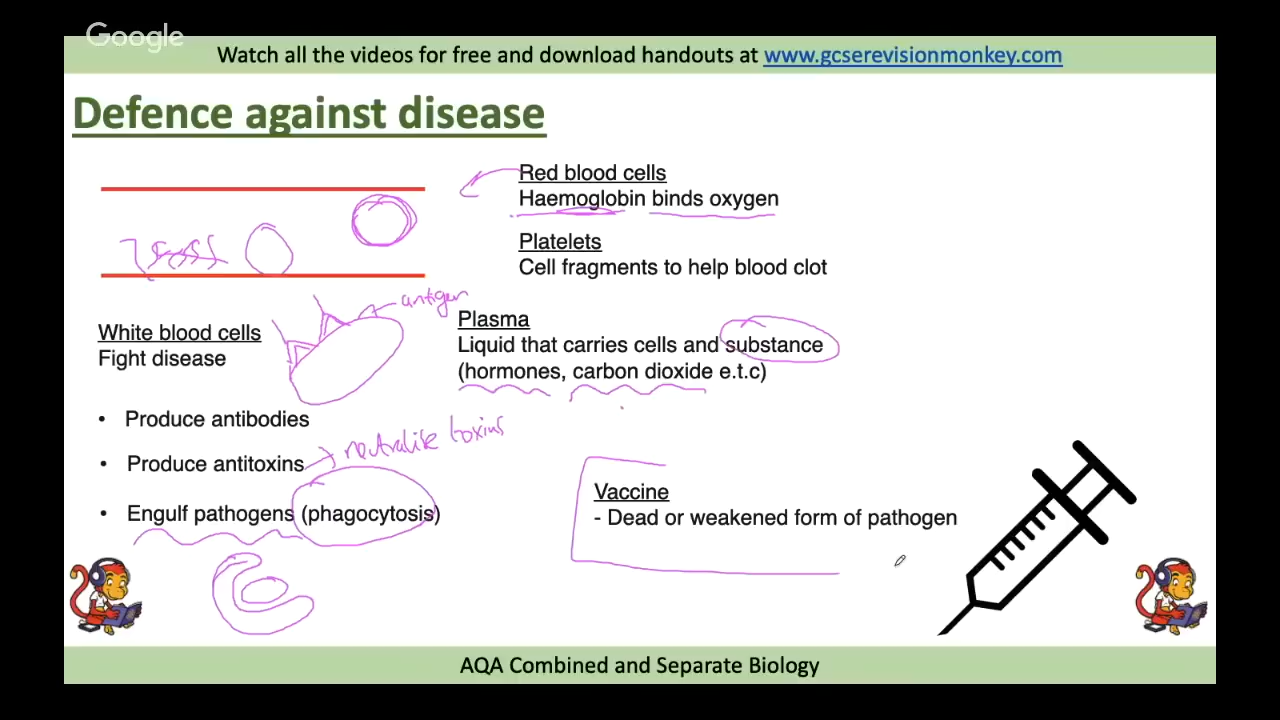 Google
Watch all the videos for free and download handouts at www.gcserevisionmonkey.com
Defence against disease
Red blood cells
Haemoglobin binds oxygen
Platelets
Cell fragments to help blood clot
antigen
White blood cells
Fight disease
Plasma
Liquid that carries cells and substance
(hormones, carbon dioxide e.t.c)
• Produce antibodies
• Produce antitoxins
neutralise toxins
• Engulf pathogens (phagocytosis)
Vaccine
- Dead or weakened form of pathogen
AQA Combined and Separate Biology